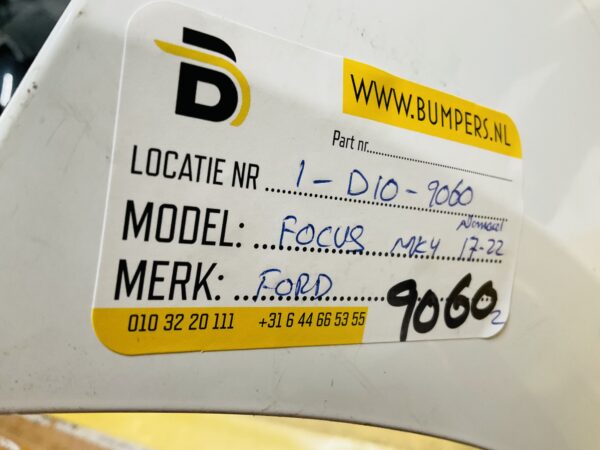 D
WWW.BUMPERS.NL
Part nr.
LOCATIE NR 1-D10-9060
MODEL: FOCUS MK4 17-22
MERK: FORD
9060
2
010 32 20 111 +31 6 44 66 53 55